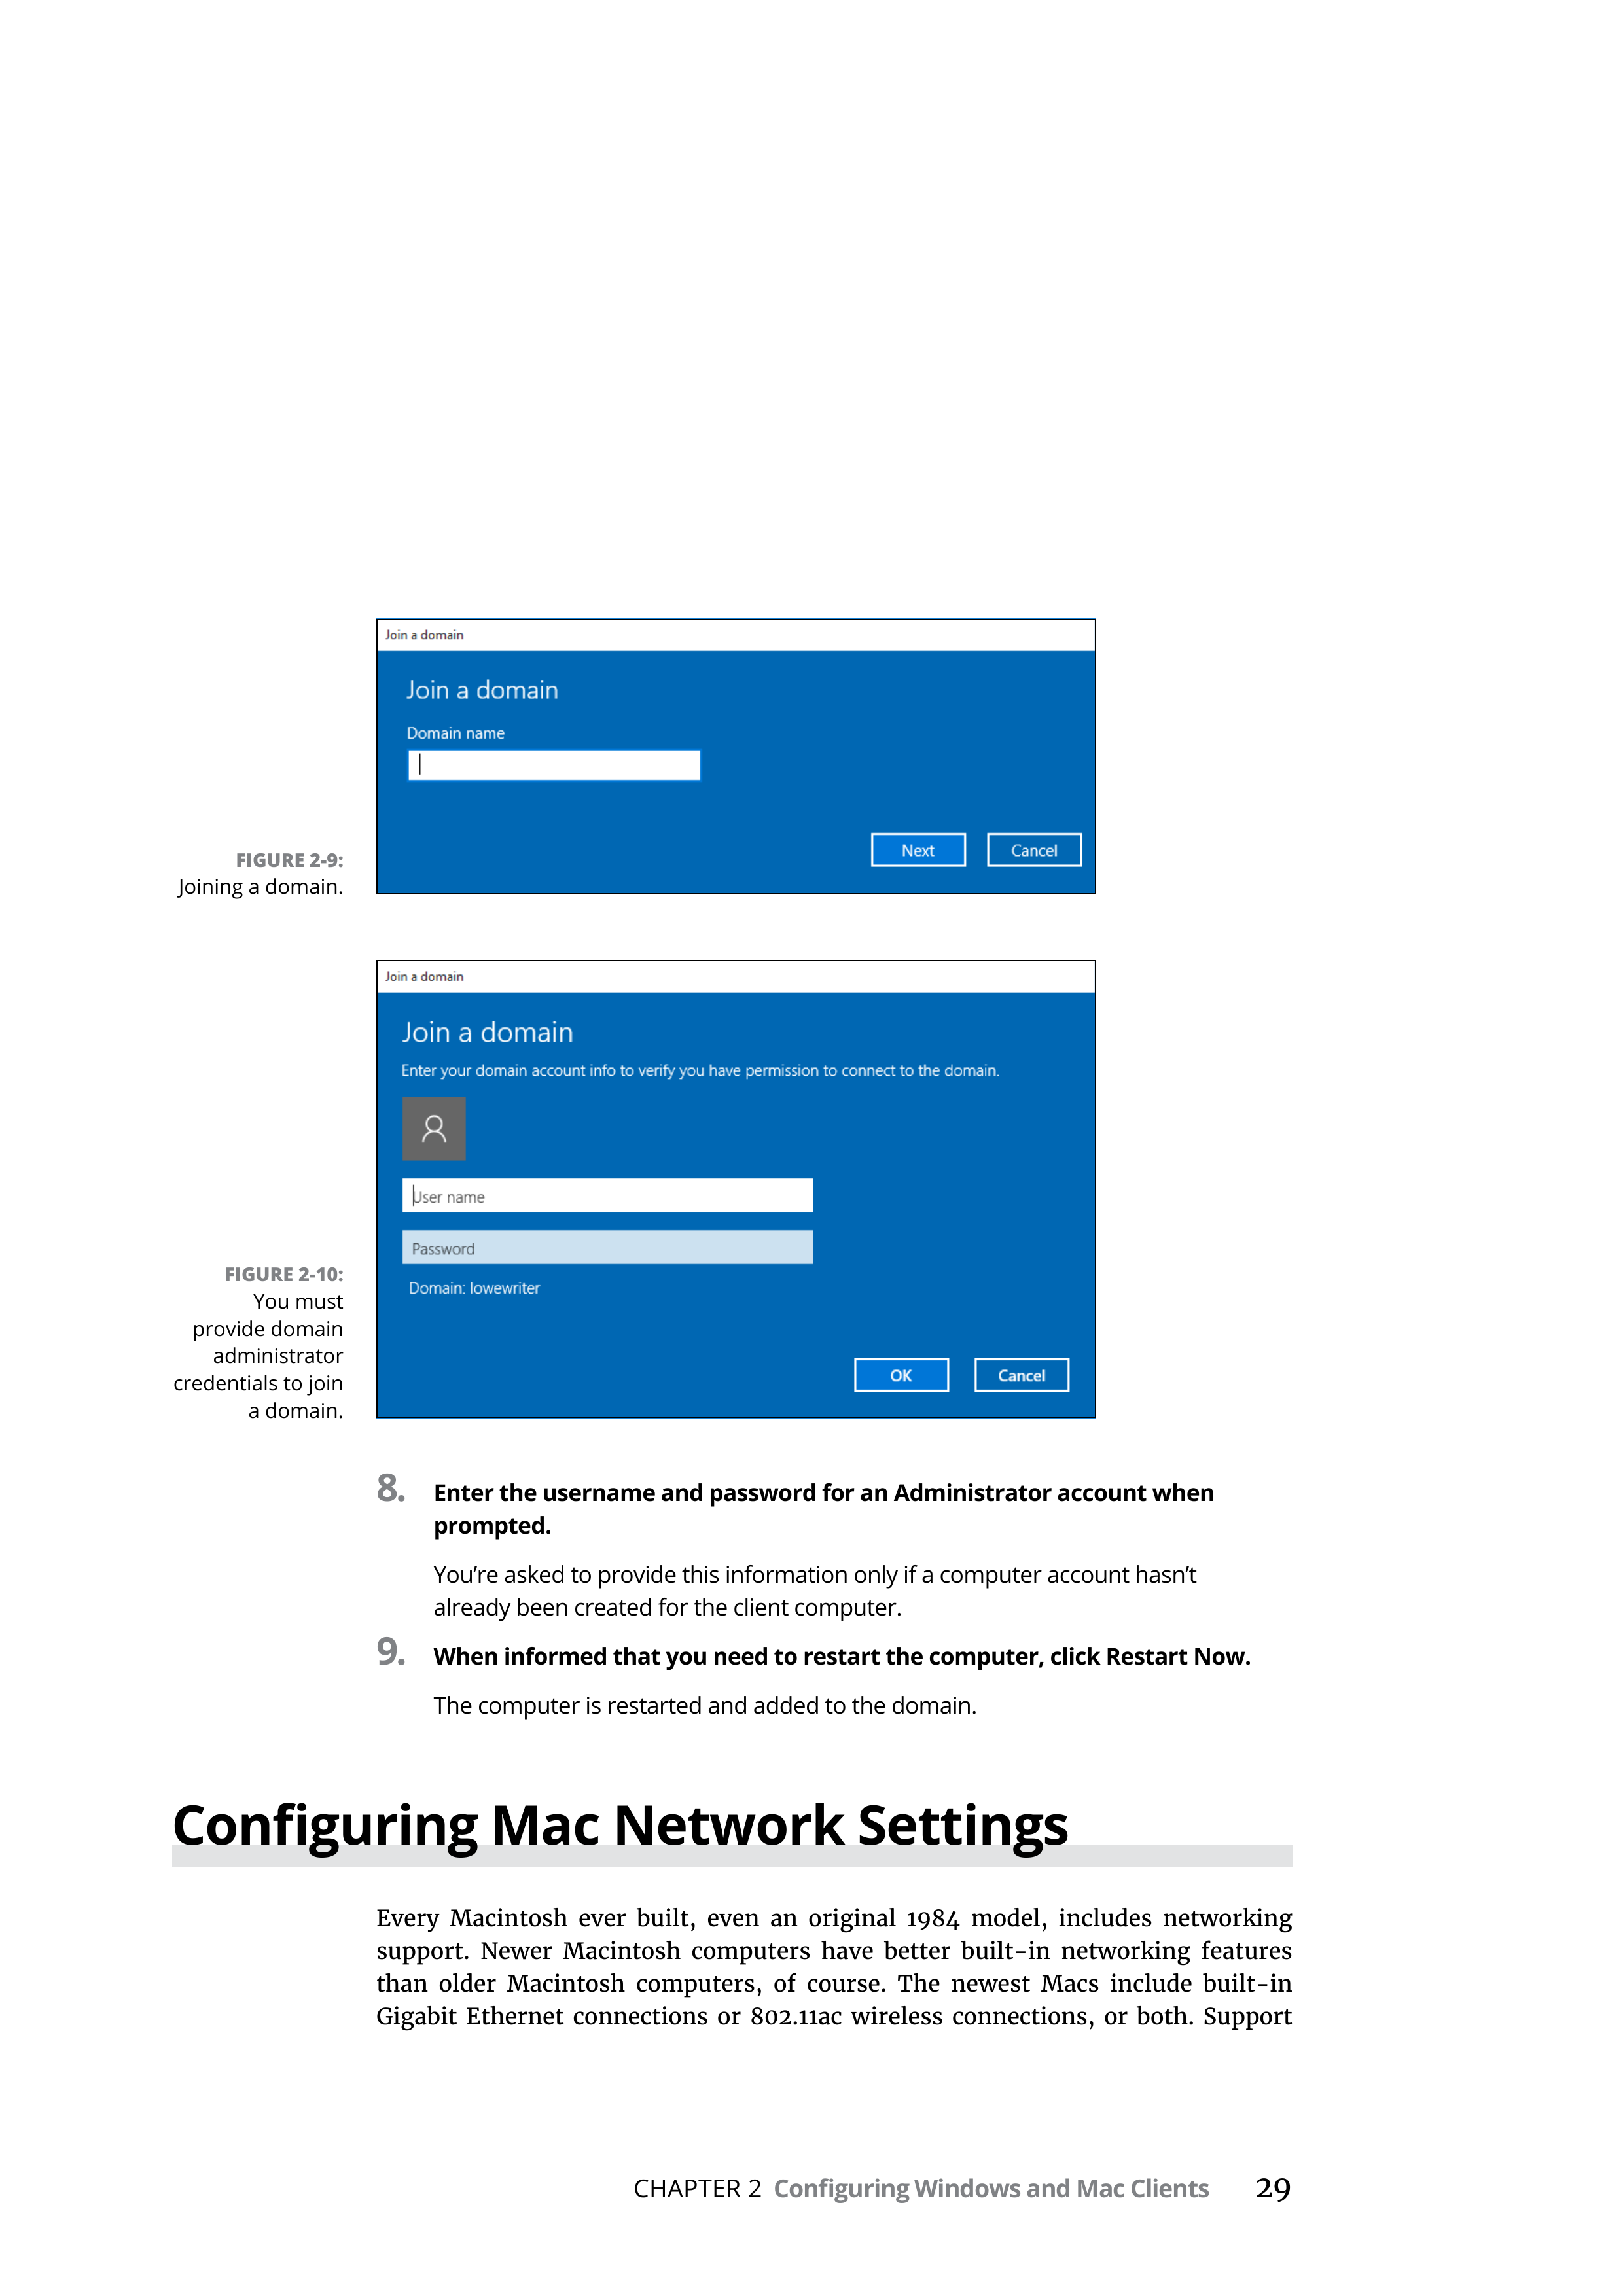 Join a domain
Join a domain
Domain name
Next
Cancel
FIGURE 2-9:
Joining a domain.
Join a domain
Join a domain
Enter your domain account info to verify you have permission to connect to the domain.
User name
Password
Domain: lowewriter
OK
Cancel
FIGURE 2-10:
You must
provide domain
administrator
credentials to join
a domain.
8. Enter the username and password for an Administrator account when
prompted.
You’re asked to provide this information only if a computer account hasn’t
already been created for the client computer.
9. When informed that you need to restart the computer, click Restart Now.
The computer is restarted and added to the domain.
Configuring Mac Network Settings
Every Macintosh ever built, even an original 1984 model, includes networking
support. Newer Macintosh computers have better built-in networking features
than older Macintosh computers, of course. The newest Macs include built-in
Gigabit Ethernet connections or 802.11ac wireless connections, or both. Support
CHAPTER 2 Configuring Windows and Mac Clients 29